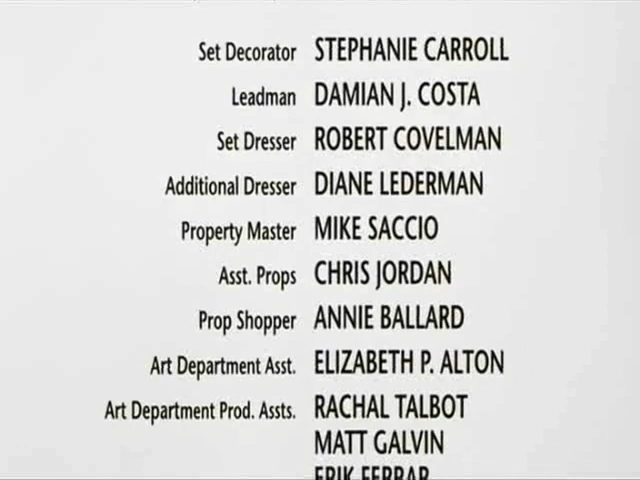 Set Decorator STEPHANIE CARROLL
Leadman DAMIAN J. COSTA
Set Dresser ROBERT COVELMAN
Additional Dresser DIANE LEDERMAN
Property Master MIKE SACCIO
Asst. Props CHRIS JORDAN
Prop Shopper ANNIE BALLARD
Art Department Asst. ELIZABETH P. ALTON
Art Department Prod. Assts. RACHAL TALBOT
MATT GALVIN
ERIK FERRAR